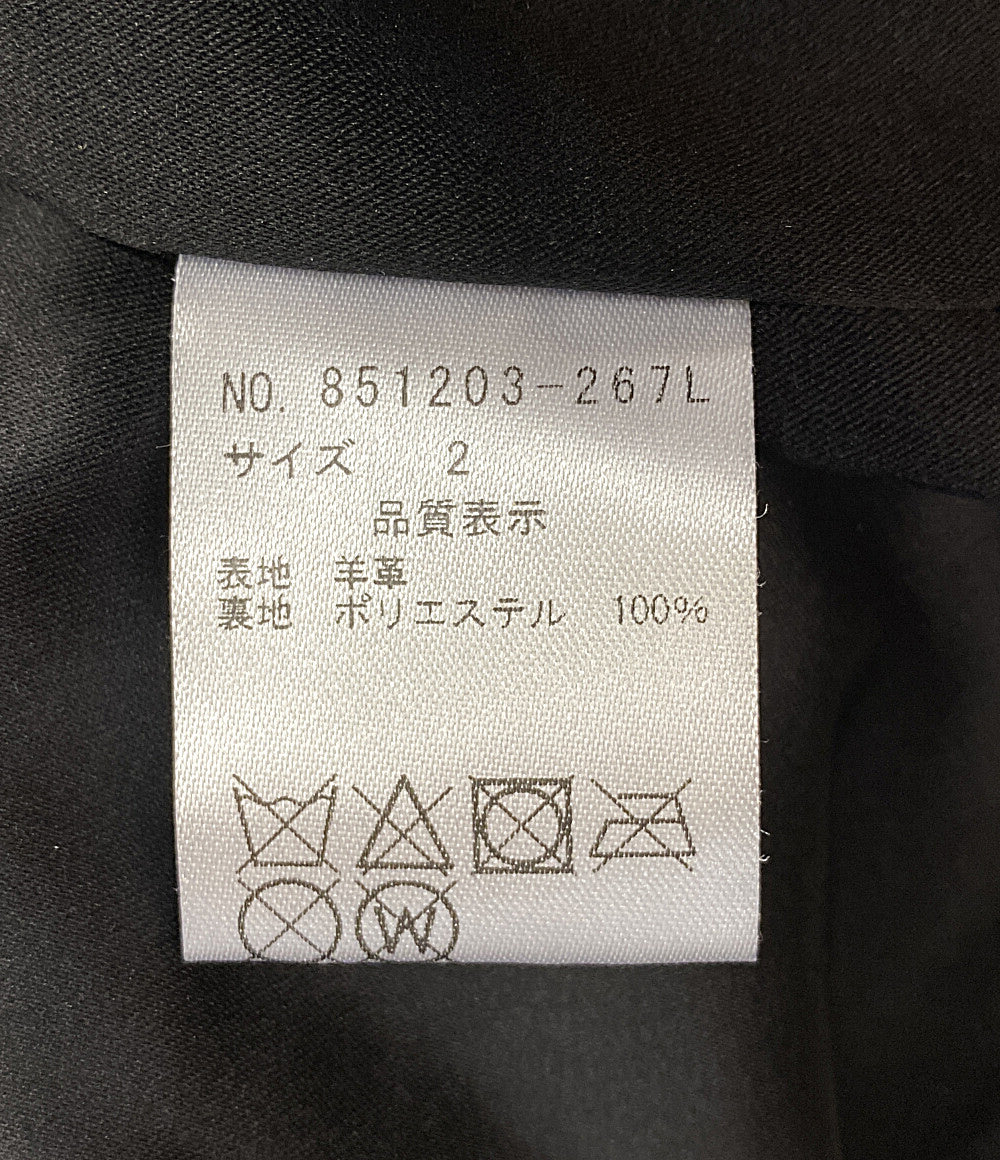 NO. 851203-267L
サイズ 2
品質表示
表地 羊革
裏地 ポリエステル 100%
W